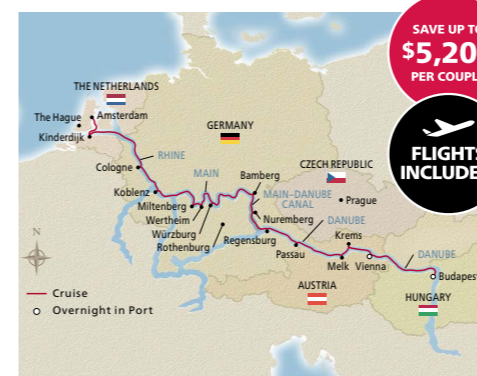 SAVE UP TO
$5,20
PER COUPL
FLIGHTS
INCLUDE
THE NETHERLANDS
The Hague
Amsterdam
Kinderdijk
GERMANY
RHINE
Cologne
Koblenz
MAIN
Bamberg
CZECH REPUBLIC
MAIN–DANUBE
CANAL
Prague
Miltenberg
Wertheim
Würzburg
Rothenburg
Nuremberg
Regensburg
DANUBE
Passau
Krems
Melk
Vienna
DANUBE
Budapest
AUSTRIA
HUNGARY
N
Cruise
Overnight in Port